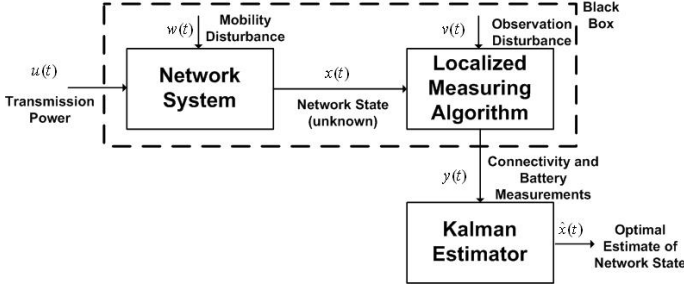 Black
Box
w(t)
Mobility
Disturbance
v(t)
Observation
Disturbance
u(t)
Transmission
Power
Network
System
x(t)
Network State
(unknown)
Localized
Measuring
Algorithm
y(t)
Connectivity and
Battery
Measurements
Kalman
Estimator
x̂(t)
Optimal
Estimate of
Network State